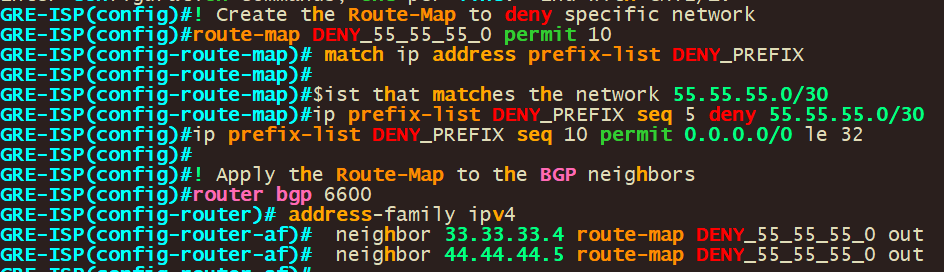 GRE-ISP(config)#! Create the Route-Map to deny specific network
GRE-ISP(config)#route-map DENY_55_55_55_0 permit 10
GRE-ISP(config-route-map)# match ip address prefix-list DENY_PREFIX
GRE-ISP(config-route-map)#
GRE-ISP(config-route-map)#$ist that matches the network 55.55.55.0/30
GRE-ISP(config-route-map)#ip prefix-list DENY_PREFIX seq 5 deny 55.55.55.0/30
GRE-ISP(config)#ip prefix-list DENY_PREFIX seq 10 permit 0.0.0.0/0 le 32
GRE-ISP(config)#
GRE-ISP(config)#! Apply the Route-Map to the BGP neighbors
GRE-ISP(config)#router bgp 6600
GRE-ISP(config-router)# address-family ipv4
GRE-ISP(config-router-af)#  neighbor 33.33.33.4 route-map DENY_55_55_55_0 out
GRE-ISP(config-router-af)#  neighbor 44.44.44.5 route-map DENY_55_55_55_0 out
GRE-ISP(config-router-af)#